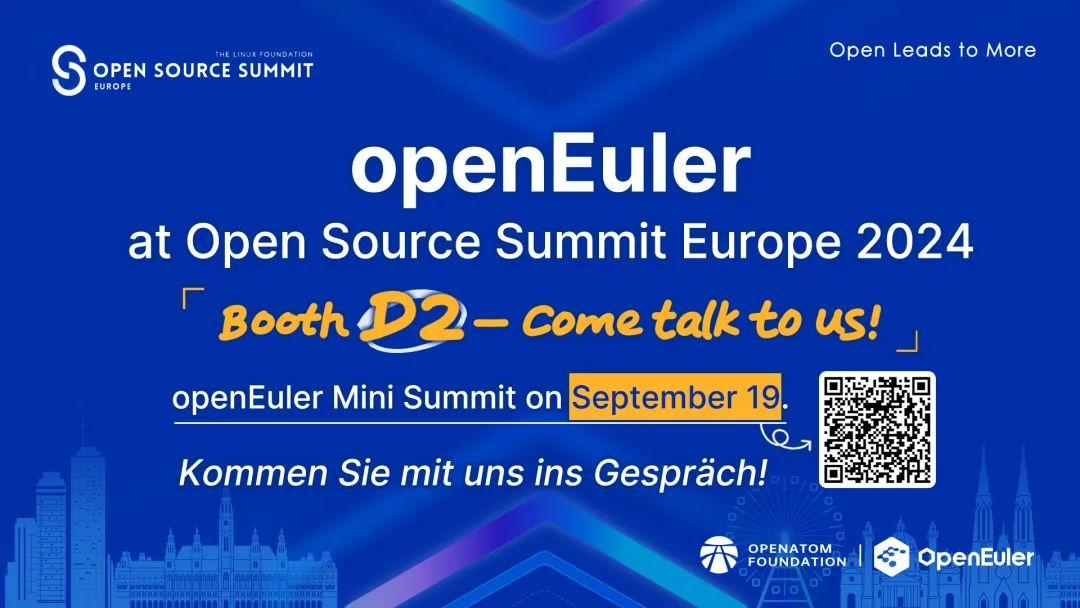 THE LINUX FOUNDATION
OPEN SOURCE SUMMIT
EUROPE
Open Leads to More
openEuler
at Open Source Summit Europe 2024
Booth D2 – Come talk to us!
openEuler Mini Summit on September 19.
Kommen Sie mit uns ins Gespräch!
OPENATOM
FOUNDATION
OpenEuler